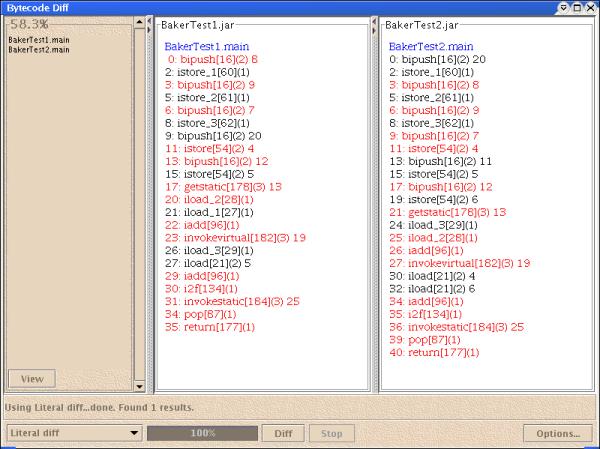 Bytecode Diff
58.3%
BakerTest1.main
BakerTest2.main
View
BakerTest1.jar
BakerTest1.main
0: bipush[16](2) 8
2: istore_1[60](1)
3: bipush[16](2) 9
5: istore_2[61](1)
6: bipush[16](2) 7
8: istore_3[62](1)
9: bipush[16](2) 20
11: istore[54](2) 4
13: bipush[16](2) 12
15: istore[54](2) 5
17: getstatic[178](3) 13
20: iload_2[28](1)
21: iload_1[27](1)
22: iadd[96](1)
23: invokevirtual[182](3) 19
26: iload_3[29](1)
27: iload[21](2) 5
29: iadd[96](1)
30: i2f[134](1)
31: invokestatic[184](3) 25
34: pop[87](1)
35: return[177](1)
BakerTest2.jar
BakerTest2.main
0: bipush[16](2) 20
2: istore_1[60](1)
3: bipush[16](2) 8
5: istore_2[61](1)
6: bipush[16](2) 9
8: istore_3[62](1)
9: bipush[16](2) 7
11: istore[54](2) 4
13: bipush[16](2) 11
15: istore[54](2) 5
17: bipush[16](2) 12
19: istore[54](2) 6
21: getstatic[178](3) 13
24: iload_3[29](1)
25: iload_2[28](1)
26: iadd[96](1)
27: invokevirtual[182](3) 19
30: iload[21](2) 4
32: iload[21](2) 6
34: iadd[96](1)
35: i2f[134](1)
36: invokestatic[184](3) 25
39: pop[87](1)
40: return[177](1)
Using Literal diff...done. Found 1 results.
Literal diff
100%
Diff
Stop
Options...